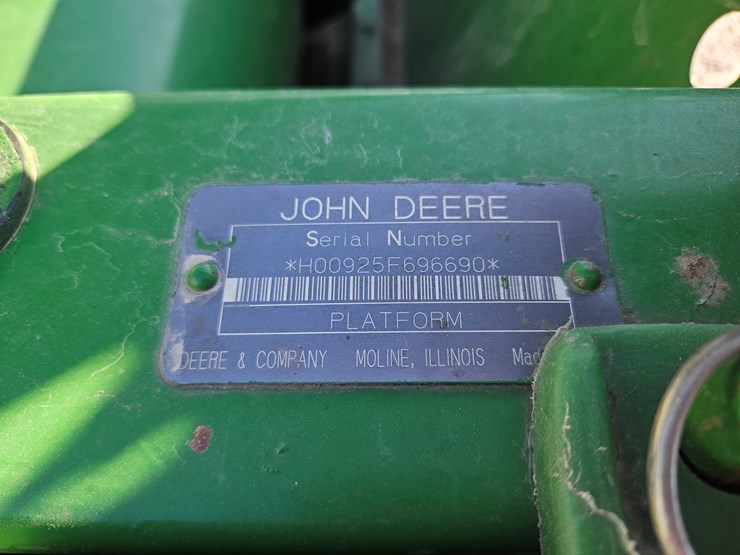 JOHN DEERE
Serial Number
*H00925F696690*
PLATFORM
DEERE & COMPANY MOLINE, ILLINOIS